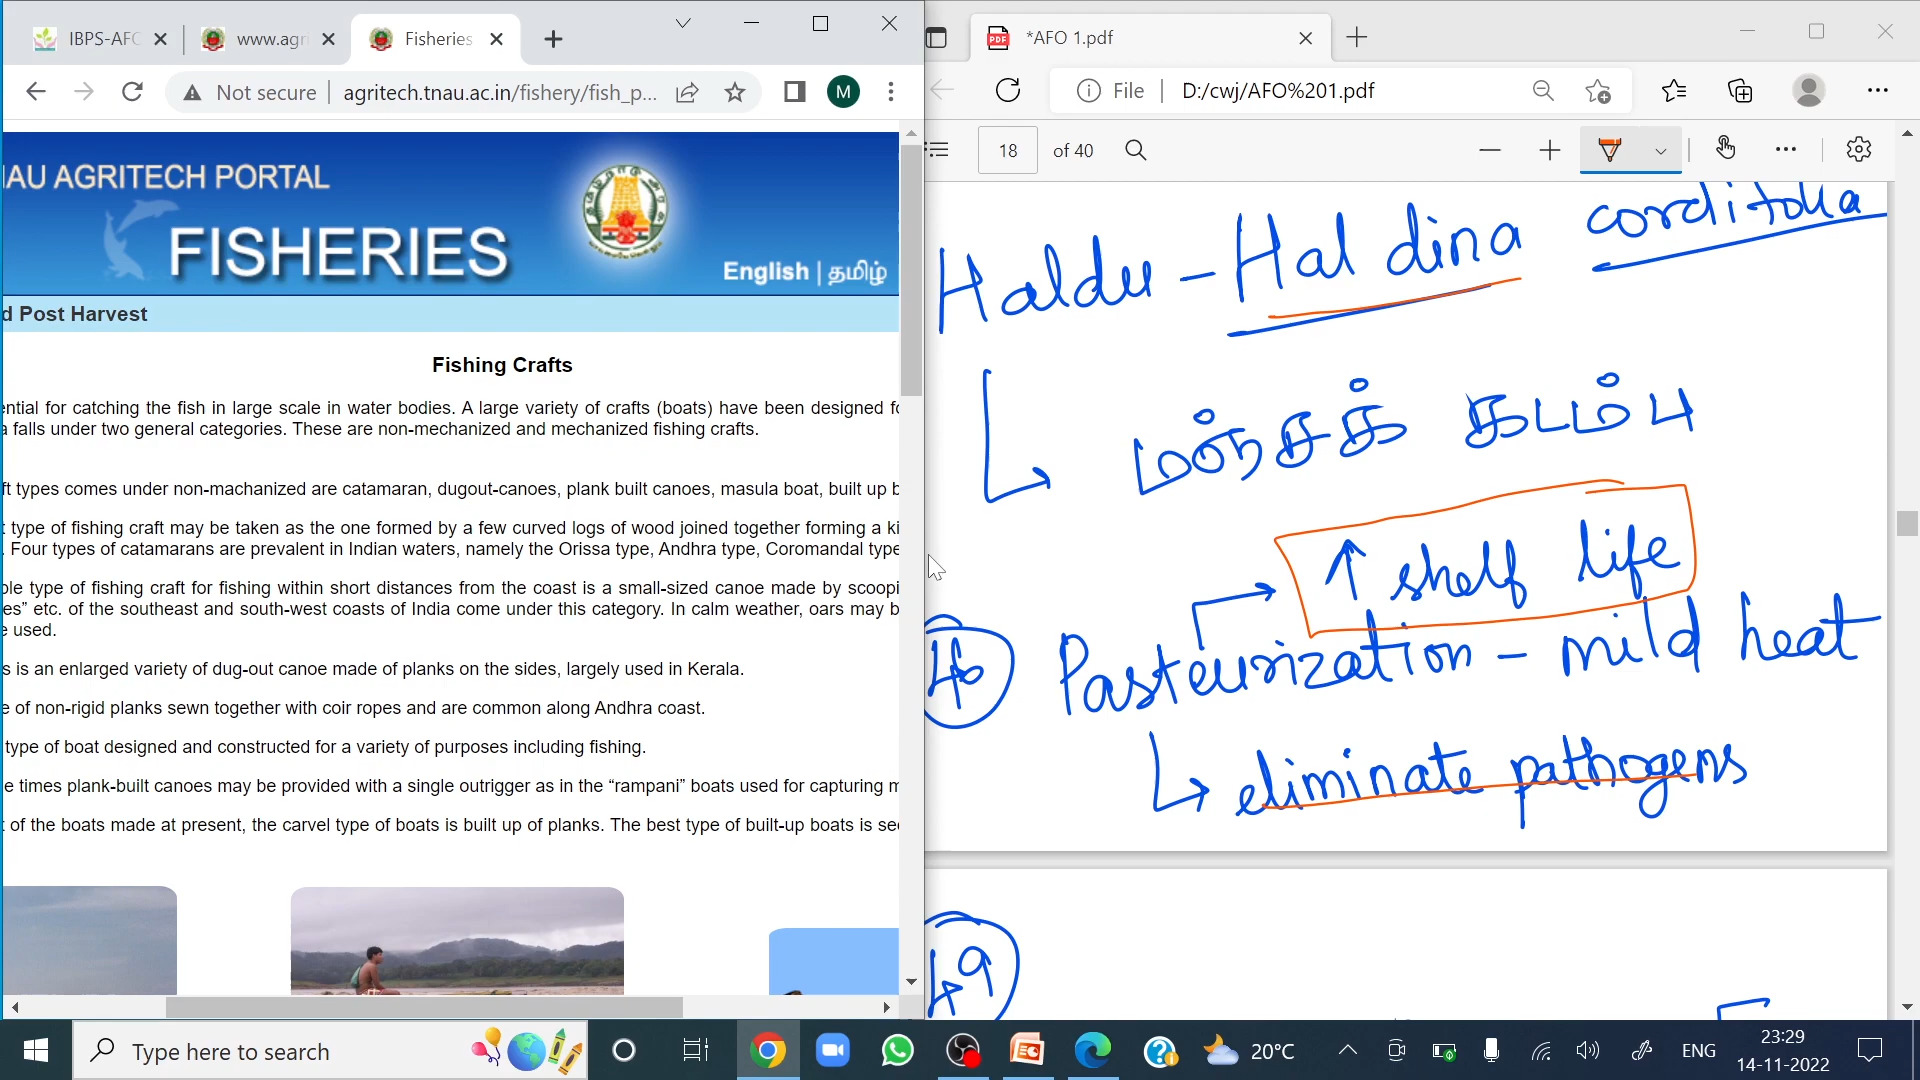 IBPS-AFC
www.agri
Fisheries
Not secure
agritech.tnau.ac.in/fishery/fish_p...
M
AU AGRITECH PORTAL
FISHERIES
English | தமிழ்
d Post Harvest
Fishing Crafts
ential for catching the fish in large scale in water bodies. A large variety of crafts (boats) have been designed fo
a falls under two general categories. These are non-mechanized and mechanized fishing crafts.
ft types comes under non-machanized are catamaran, dugout-canoes, plank built canoes, masula boat, built up b
t type of fishing craft may be taken as the one formed by a few curved logs of wood joined together forming a ki
. Four types of catamarans are prevalent in Indian waters, namely the Orissa type, Andhra type, Coromandal type
ple type of fishing craft for fishing within short distances from the coast is a small-sized canoe made by scoopi
es” etc. of the southeast and south-west coasts of India come under this category. In calm weather, oars may b
e used.
s is an enlarged variety of dug-out canoe made of planks on the sides, largely used in Kerala.
e of non-rigid planks sewn together with coir ropes and are common along Andhra coast.
type of boat designed and constructed for a variety of purposes including fishing.
e times plank-built canoes may be provided with a single outrigger as in the “rampani” boats used for capturing m
t of the boats made at present, the carvel type of boats is built up of planks. The best type of built-up boats is se
*AFO 1.pdf
File
D:/cwj/AFO%201.pdf
18 of 40
Haldu - Haldina cordifolia
மஞ்சக் கடம்பு
↑ shelf life
Pasteurization - mild heat
↳ eliminate pathogens
49
Type here to search
20°C
ENG
23:29
14-11-2022